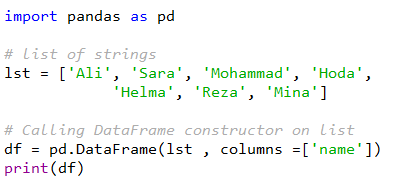 import pandas as pd
# list of strings
lst = ['Ali', 'Sara', 'Mohammad', 'Hoda',
'Helma', 'Reza', 'Mina']
# Calling DataFrame constructor on list
df = pd.DataFrame(lst , columns =['name'])
print(df)